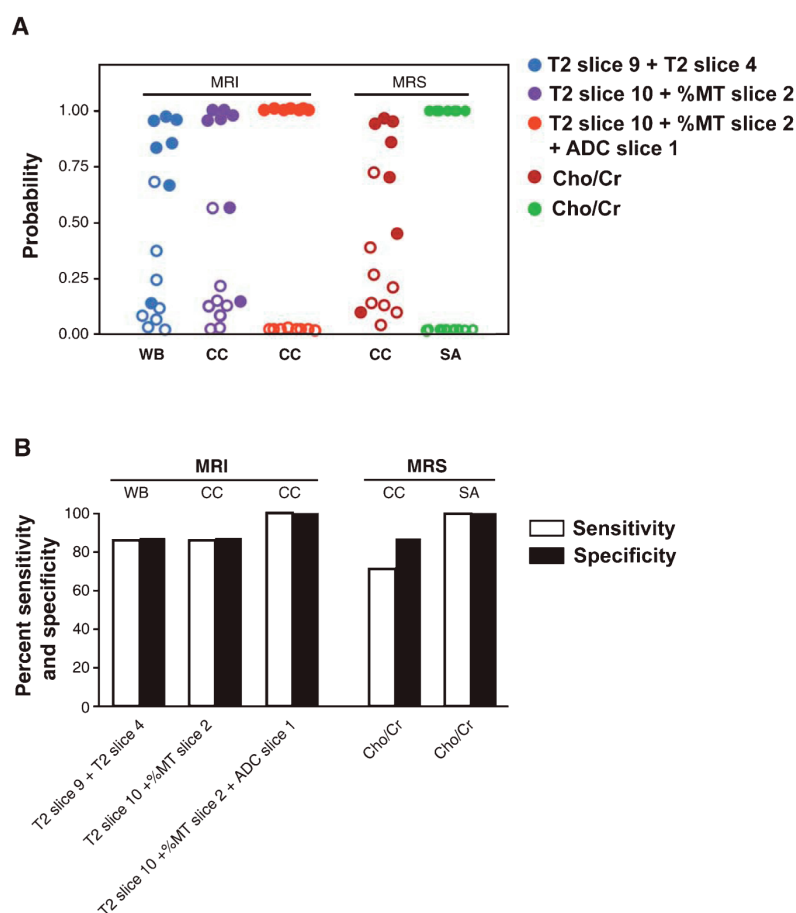 A
MRI
MRS
T2 slice 9 + T2 slice 4
T2 slice 10 + %MT slice 2
T2 slice 10 + %MT slice 2
+ ADC slice 1
Cho/Cr
Cho/Cr
Probability
1.00
0.75
0.50
0.25
0.00
WB
CC
CC
CC
SA
B
MRI
MRS
WB
CC
CC
CC
SA
Percent sensitivity
and specificity
100
80
60
40
20
0
Sensitivity
Specificity
T2 slice 9 + T2 slice 4
T2 slice 10 +%MT slice 2
T2 slice 10 +%MT slice 2 + ADC slice 1
Cho/Cr
Cho/Cr